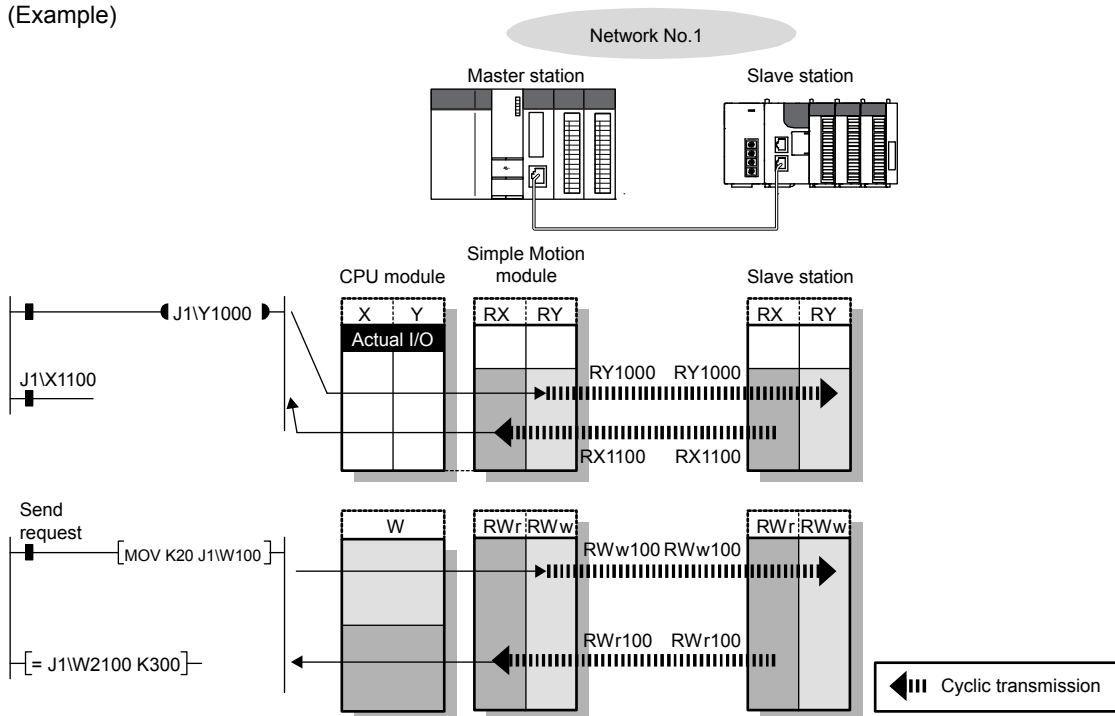 (Example)
Network No.1
Master station
Slave station
CPU module
Simple Motion
module
Slave station
X Y
RX RY
RX RY
Actual I/O
J1\Y1000
J1\X1100
RY1000 RY1000
RX1100 RX1100
Send
request
W
RWr RWw
RWr RWw
MOV K20 J1\W100
RWw100 RWw100
= J1\W2100 K300
RWr100 RWr100
Cyclic transmission